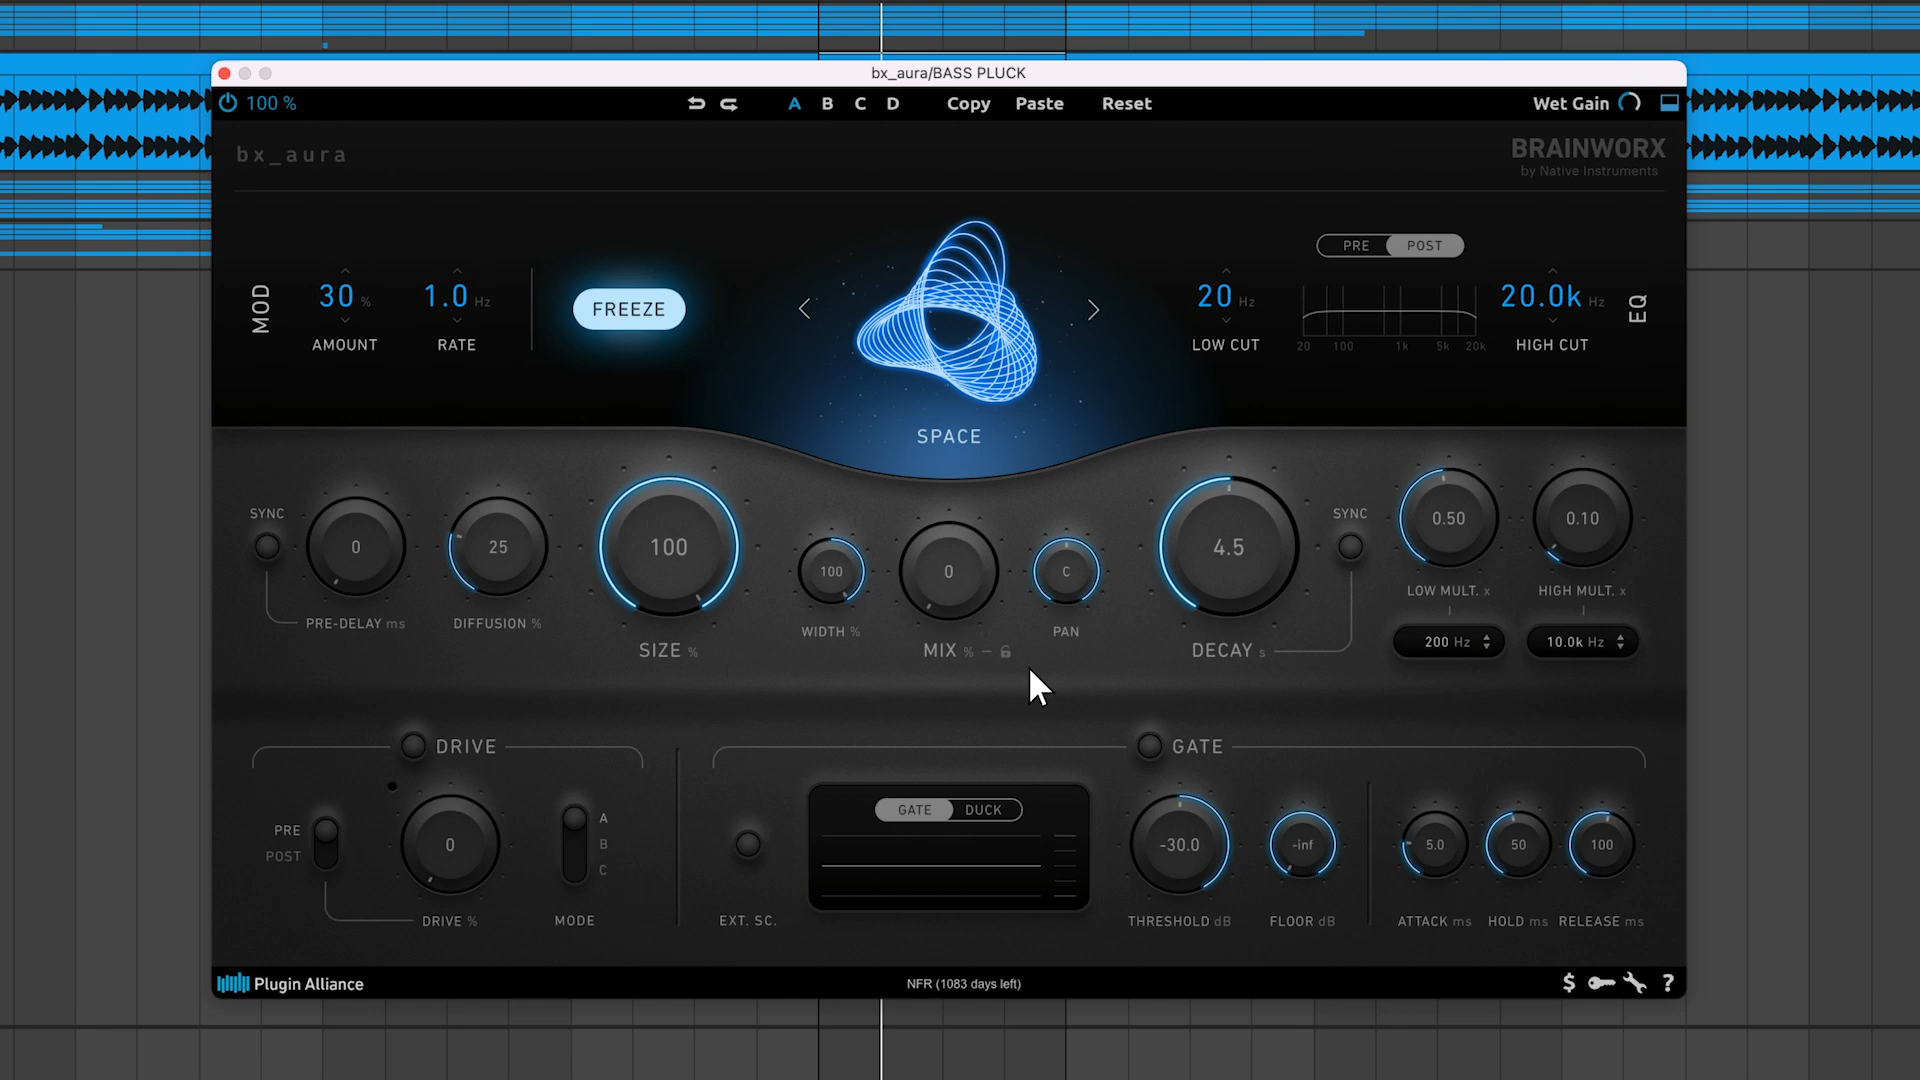 bx_aura/BASS PLUCK
100 %
A B C D Copy Paste Reset
Wet Gain
bx_aura
BRAINWORX
by Native Instruments
MOD
30 %
AMOUNT
1.0 Hz
RATE
FREEZE
SPACE
PRE POST
20 Hz
LOW CUT
20 100 1k 5k 20k
20.0k Hz
HIGH CUT
EQ
SYNC
0
PRE-DELAY ms
25
DIFFUSION %
100
SIZE %
100
WIDTH %
0
MIX %
C
PAN
4.5
DECAY s
SYNC
0.50
LOW MULT. x
200 Hz
0.10
HIGH MULT. x
10.0k Hz
DRIVE
PRE
POST
0
DRIVE %
A
B
C
MODE
GATE
EXT. SC.
GATE DUCK
-30.0
THRESHOLD dB
-inf
FLOOR dB
5.0
ATTACK ms
50
HOLD ms
100
RELEASE ms
Plugin Alliance
NFR (1083 days left)
$ ?